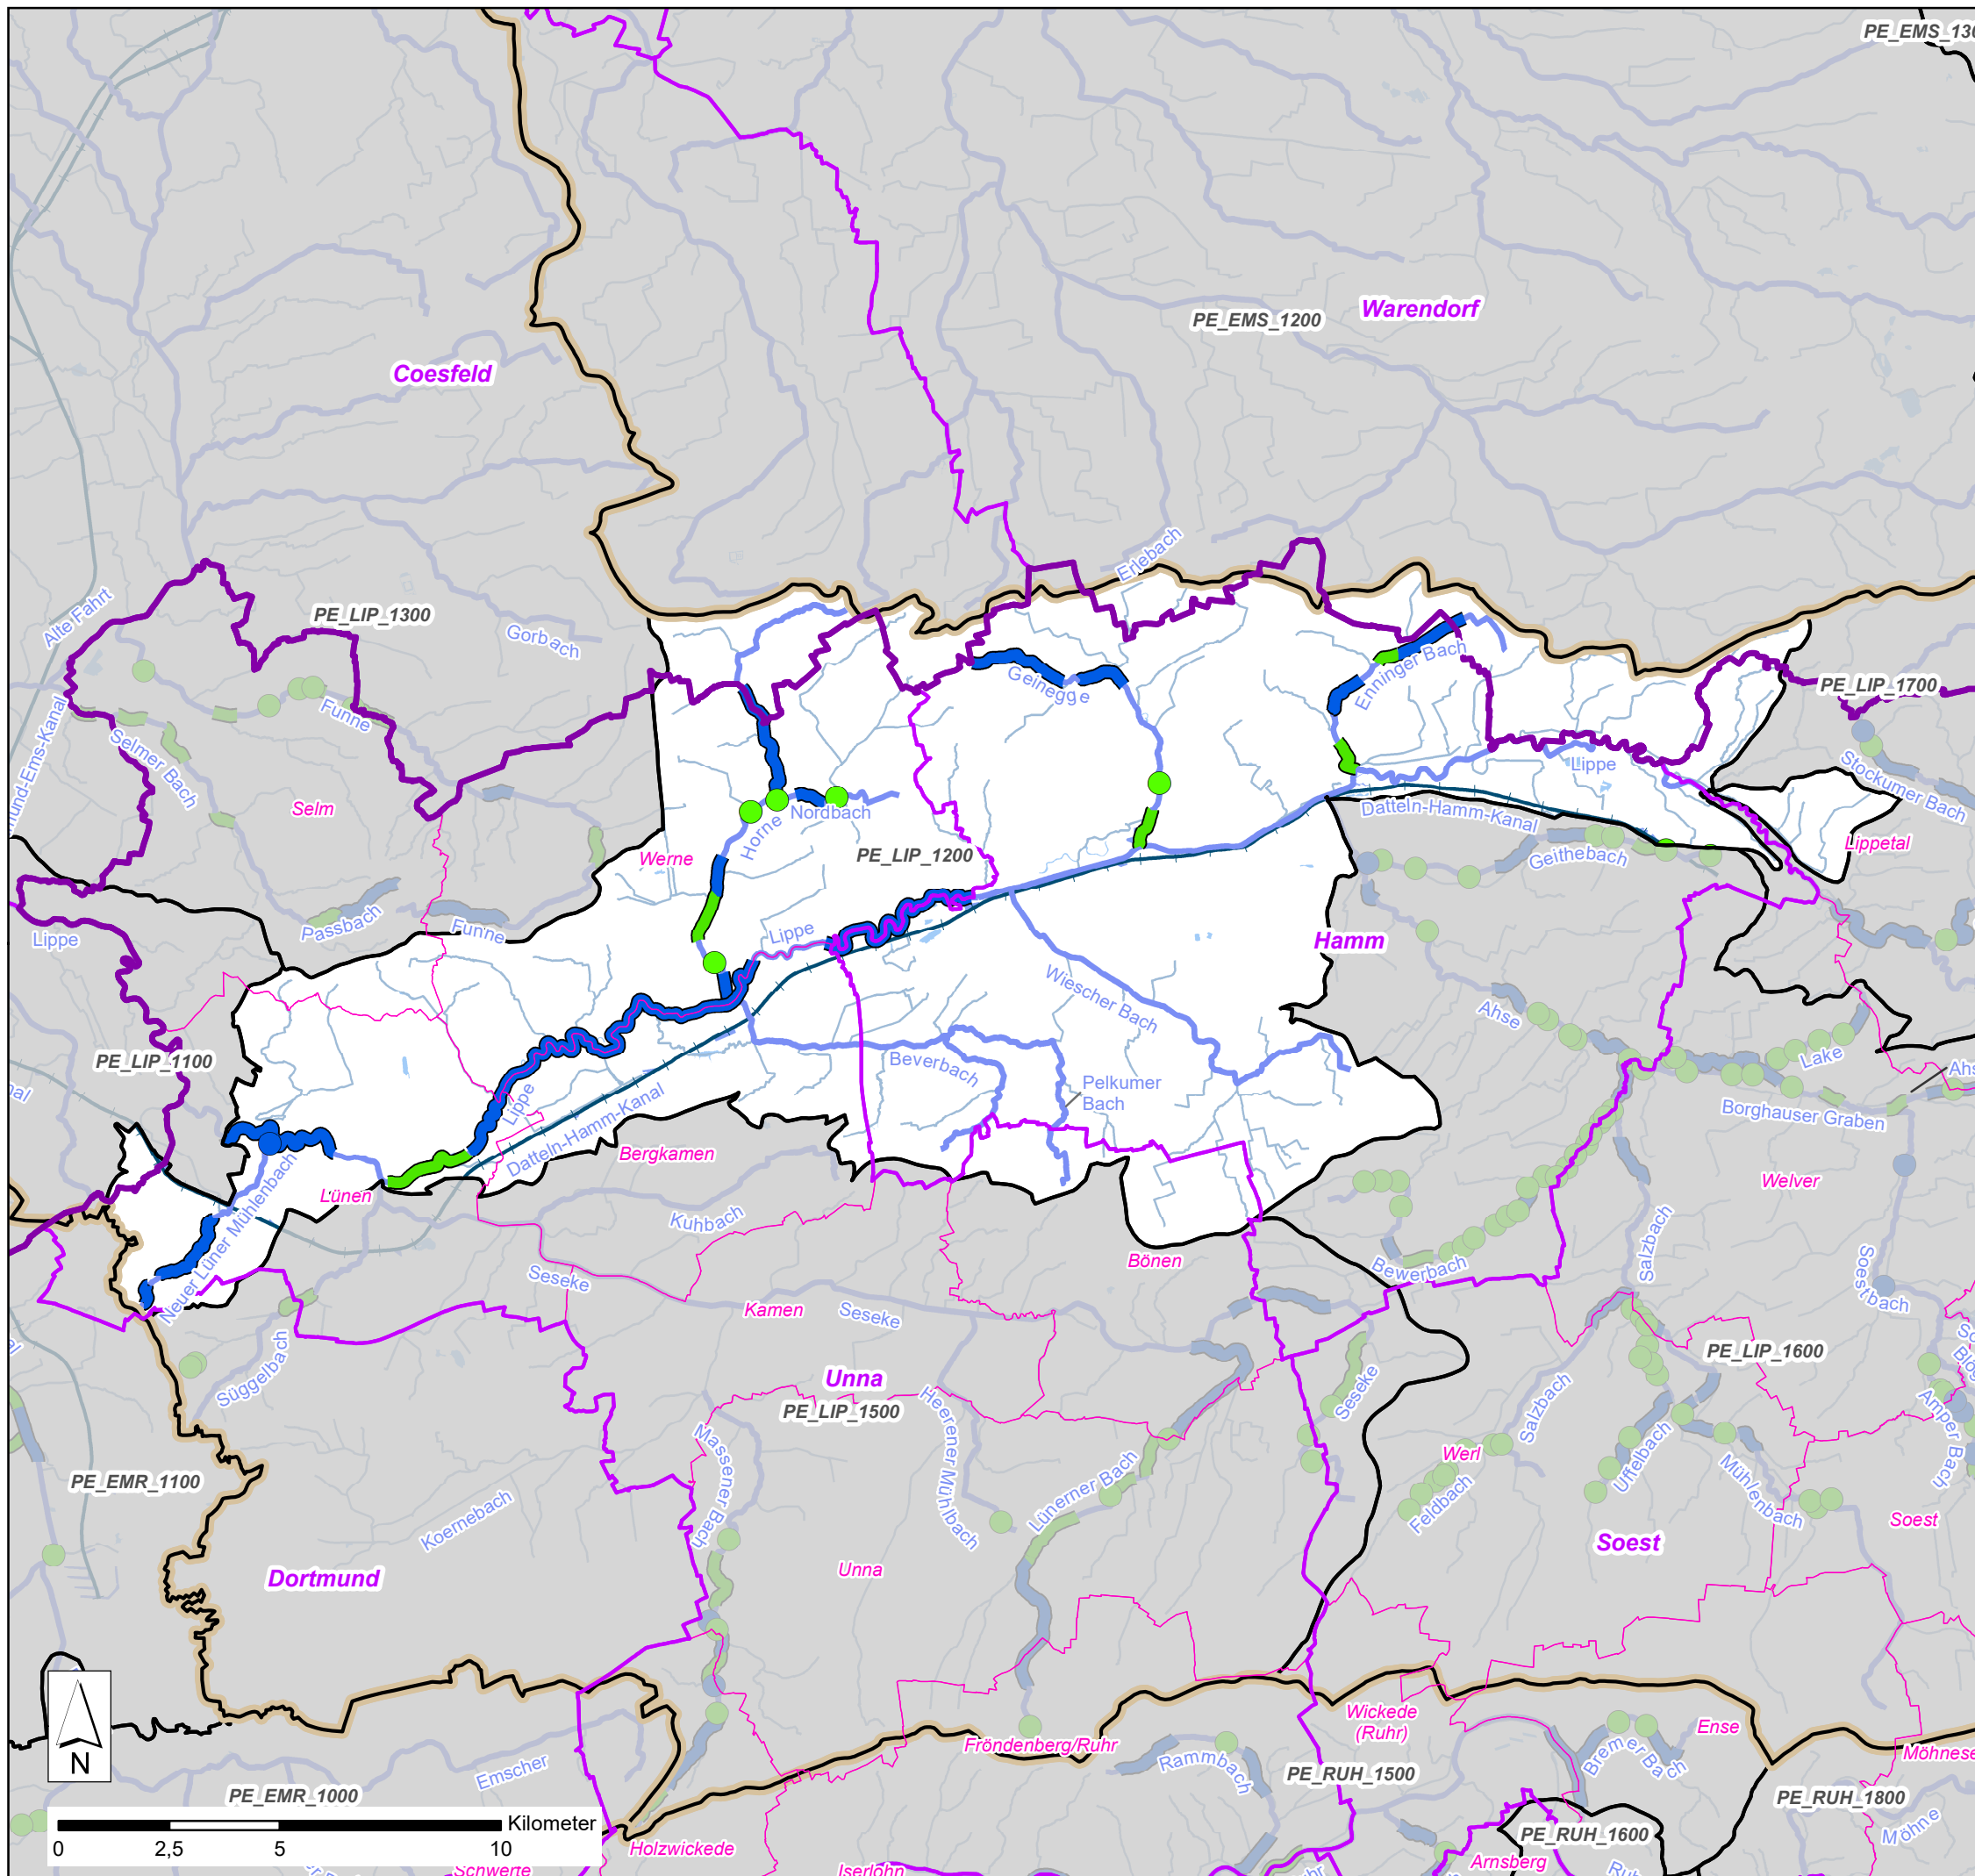 PE_EMS_130
Warendorf
PE_EMS_1200
Coesfeld
Erlebach
Alte Fahrt
PE_LIP_1300
Gorbach
Geinegge
Enninger Bach
PE_LIP_1700
Funne
Selmer Bach
mund-Ems-Kanal
Selm
Lippe
Stockumer Bach
Nordbach
Horne
Datteln-Hamm-Kanal
Werne
PE_LIP_1200
Geithebach
Lippetal
Passbach
Funne
Lippe
Lippe
Hamm
Wiescher Bach
Ahse
PE_LIP_1100
Beverbach
Lake
Ahs
Pelkumer
Bach
nal
Lippe
Datteln-Hamm-Kanal
Borghauser Graben
Bergkamen
Lünen
Neuer Lüner Mühlenbach
Kuhbach
Welver
Salzbach
Bönen
Bewerbach
Soestbach
Seseke
Kamen
Seseke
PE_LIP_1600
Süggelbach
Unna
PE_LIP_1500
Heerener Mühlbach
Seseke
Salzbach
Amper Bach
Massener Bach
Werl
Uffelbach
PE_EMR_1100
Lünerner Bach
Mühlenbach
Feldbach
Koernebach
Soest
Soest
Unna
Dortmund
Wickede
(Ruhr)
Ense
Fröndenberg/Ruhr
Bremer Bach
Möhnese
Rammbach
Emscher
PE_RUH_1500
PE_EMR_1000
PE_RUH_1800
N
Kilometer
0
2,5
5
10
Möhne
PE_RUH_1600
Holzwickede
Arnsberg
Schwerte
Iserlohn